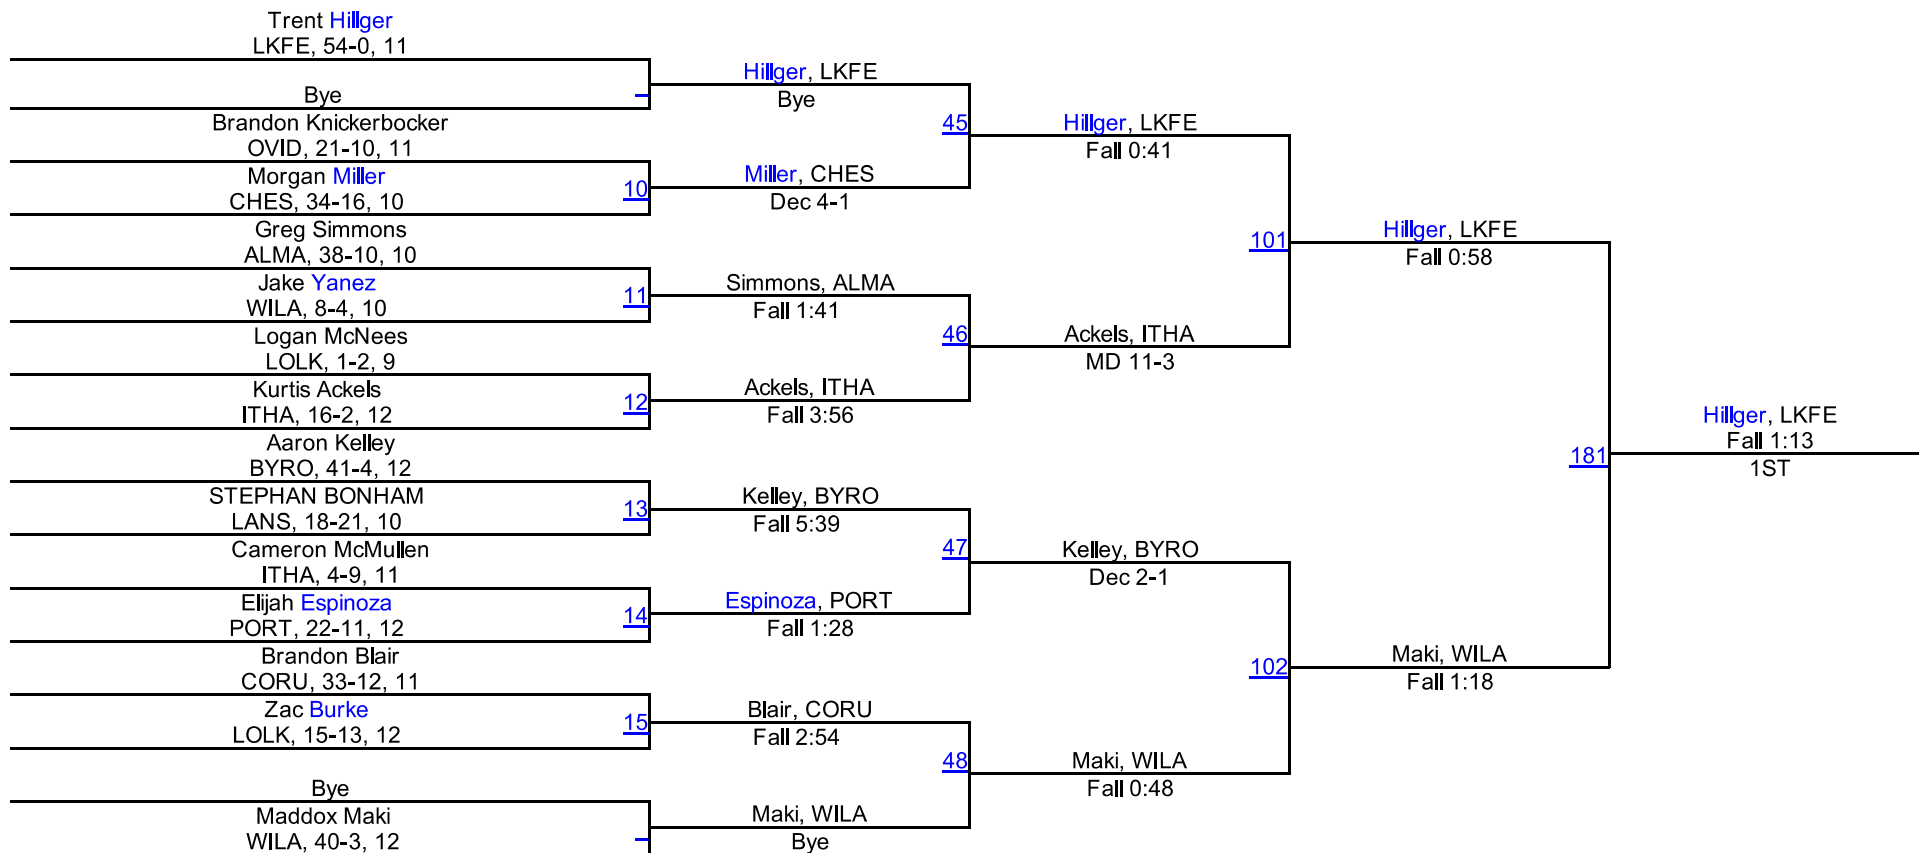 Trent Hillger
LKFE, 54-0, 11
Bye
Brandon Knickerbocker
OVID, 21-10, 11
Morgan Miller
CHES, 34-16, 10
Greg Simmons
ALMA, 38-10, 10
Jake Yanez
WILA, 8-4, 10
Logan McNees
LOLK, 1-2, 9
Kurtis Ackels
ITHA, 16-2, 12
Aaron Kelley
BYRO, 41-4, 12
STEPHAN BONHAM
LANS, 18-21, 10
Cameron McMullen
ITHA, 4-9, 11
Elijah Espinoza
PORT, 22-11, 12
Brandon Blair
CORU, 33-12, 11
Zac Burke
LOLK, 15-13, 12
Bye
Maddox Maki
WILA, 40-3, 12
10
11
12
13
14
15
Hillger, LKFE
Bye
Miller, CHES
Dec 4-1
Simmons, ALMA
Fall 1:41
Ackels, ITHA
Fall 3:56
Kelley, BYRO
Fall 5:39
Espinoza, PORT
Fall 1:28
Blair, CORU
Fall 2:54
Maki, WILA
Bye
45
46
47
48
Hillger, LKFE
Fall 0:41
Ackels, ITHA
MD 11-3
Kelley, BYRO
Dec 2-1
Maki, WILA
Fall 0:48
101
102
Hillger, LKFE
Fall 0:58
Maki, WILA
Fall 1:18
181
Hillger, LKFE
Fall 1:13
1ST